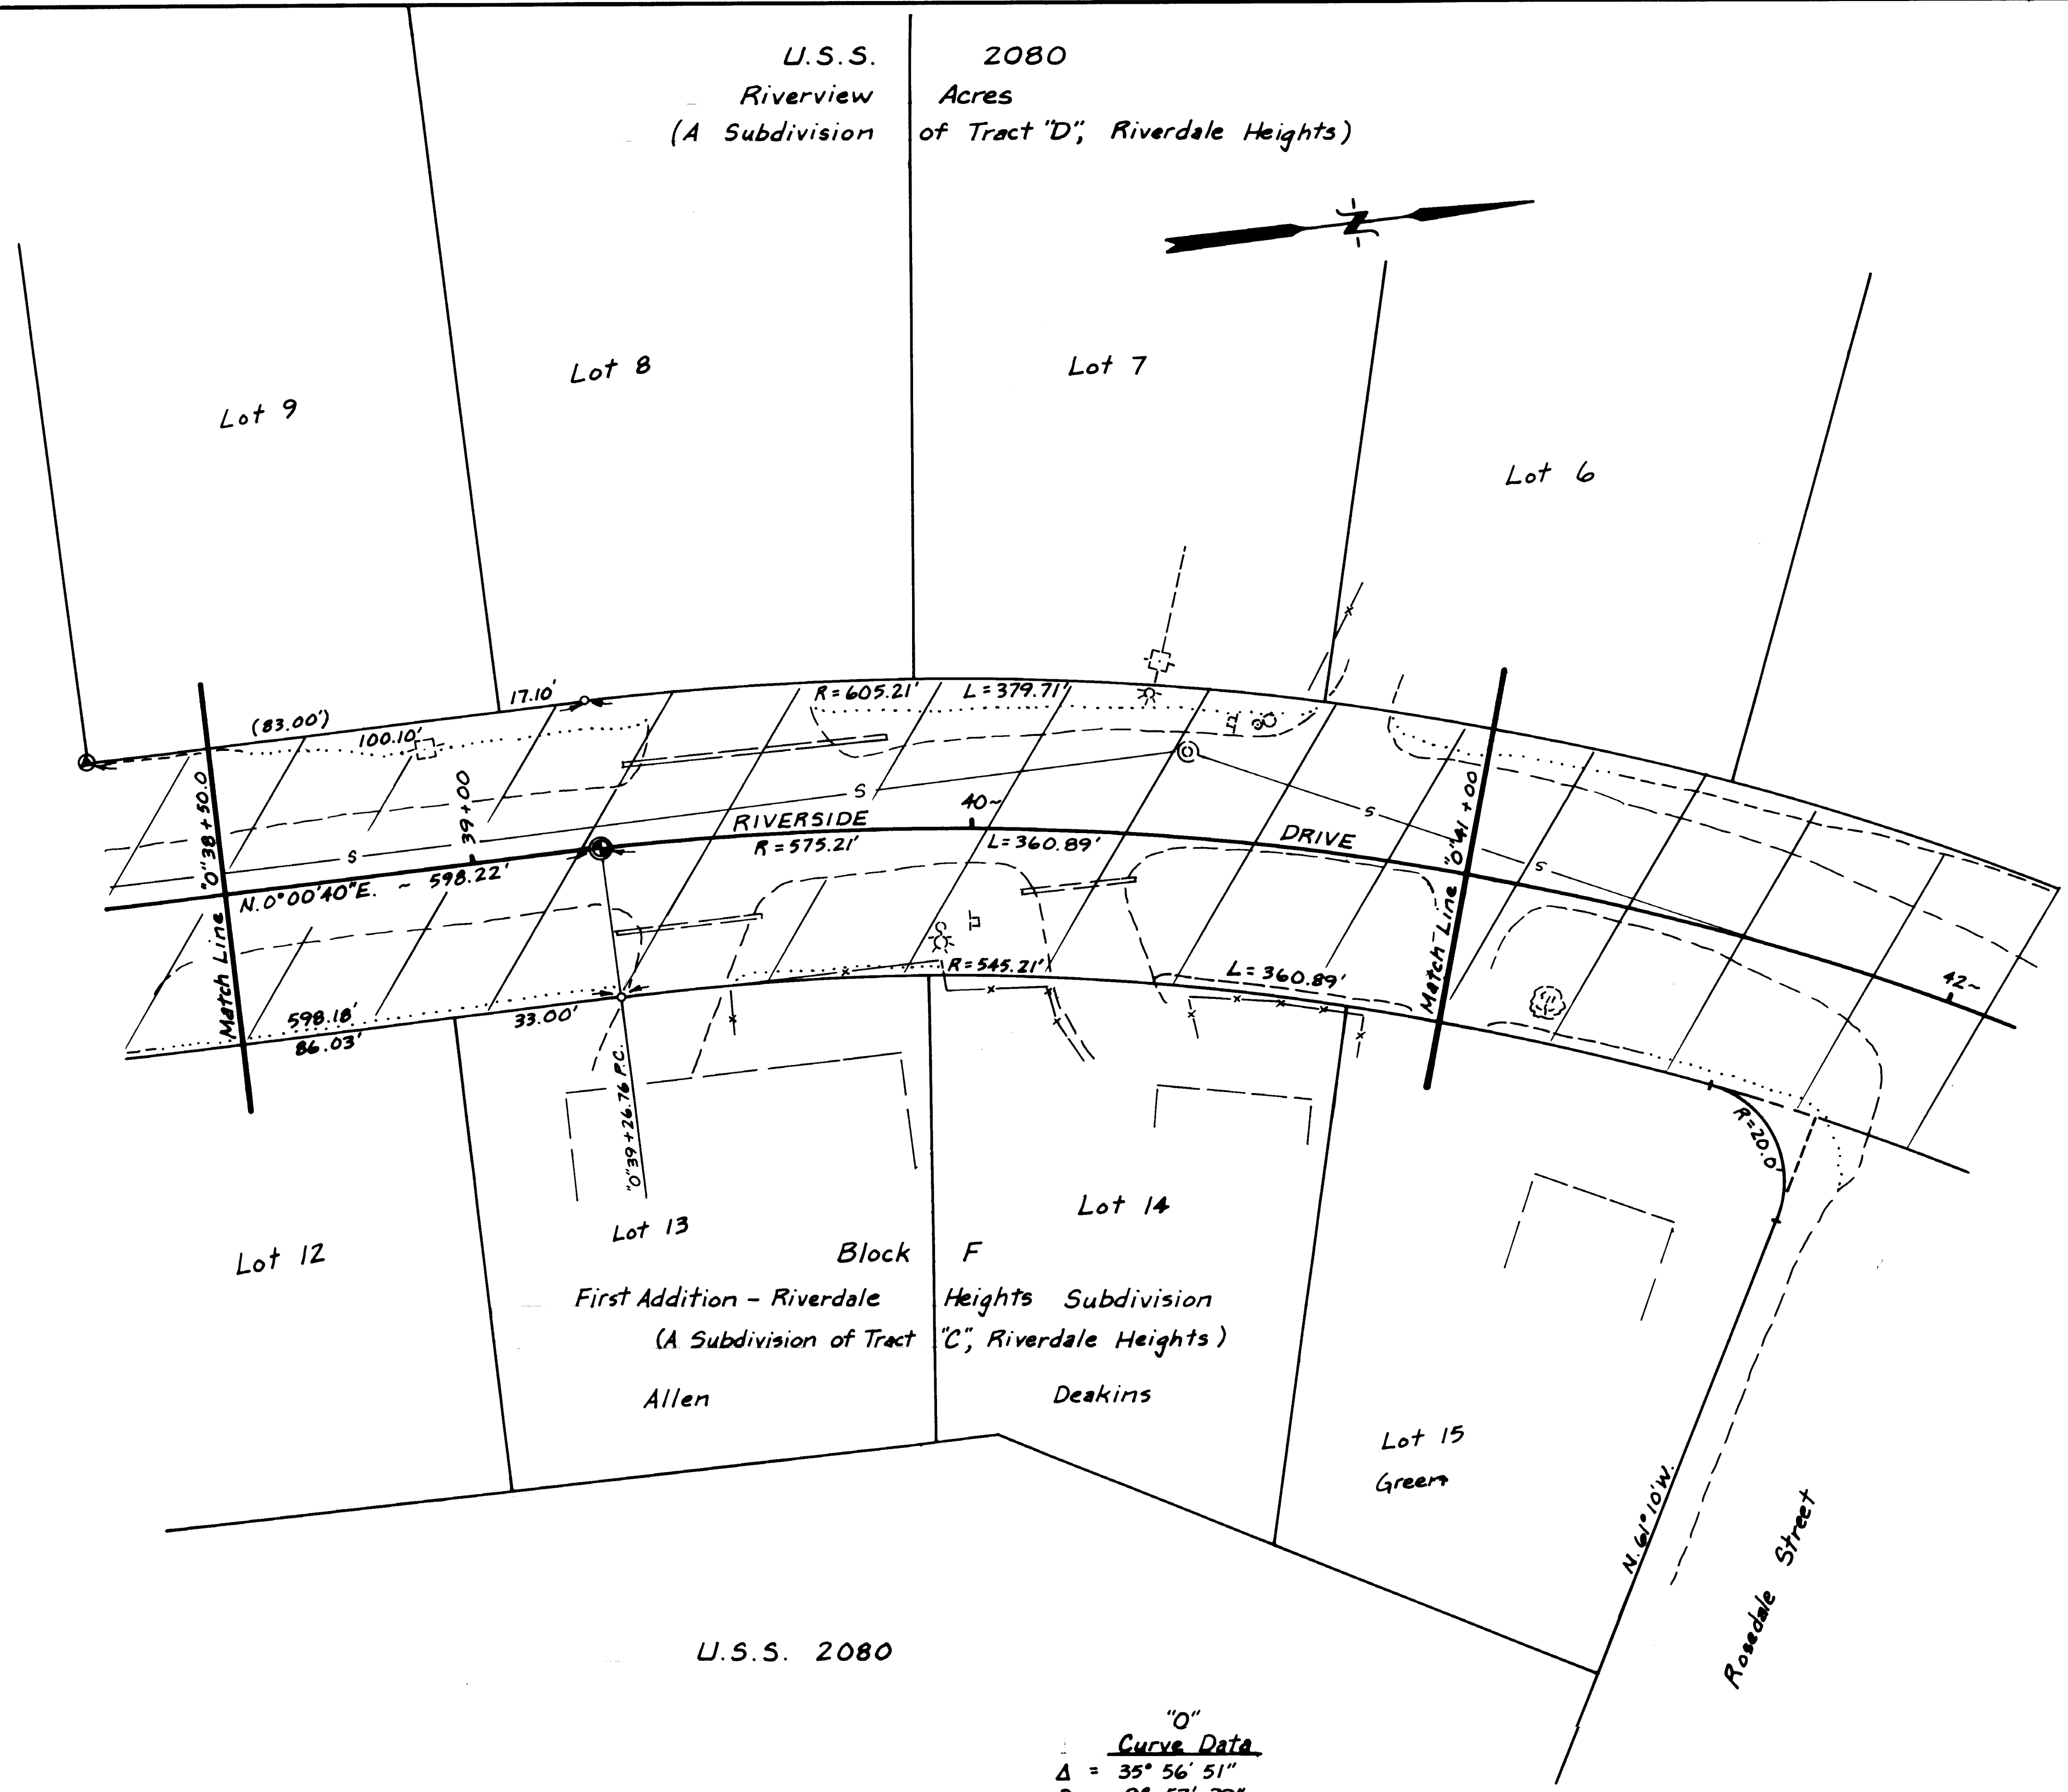 U.S.S. 2080
Riverview Acres
(A Subdivision of Tract "D", Riverdale Heights)
N
Lot 9
Lot 8
Lot 7
Lot 6
17.10'
(83.00')
100.10'
R=605.21' L=379.71'
"O"38+50.0
Match Line
39+00
S
S
S
S
40~
RIVERSIDE DRIVE
R=575.21' L=360.89'
N.0°00'40"E. ~ 598.22'
"O"41+00
Match Line
42~
R=545.21' L=360.89'
598.18'
86.03'
33.00'
"O"39+26.76 P.C.
R=20.0'
Lot 12
Lot 13
Lot 14
Block F
First Addition - Riverdale Heights Subdivision
(A Subdivision of Tract "C", Riverdale Heights)
Allen
Deakins
Lot 15
Green
N.61°10'W.
Rosedale Street
U.S.S. 2080
"O"
Curve Data
Δ = 35° 56' 51"